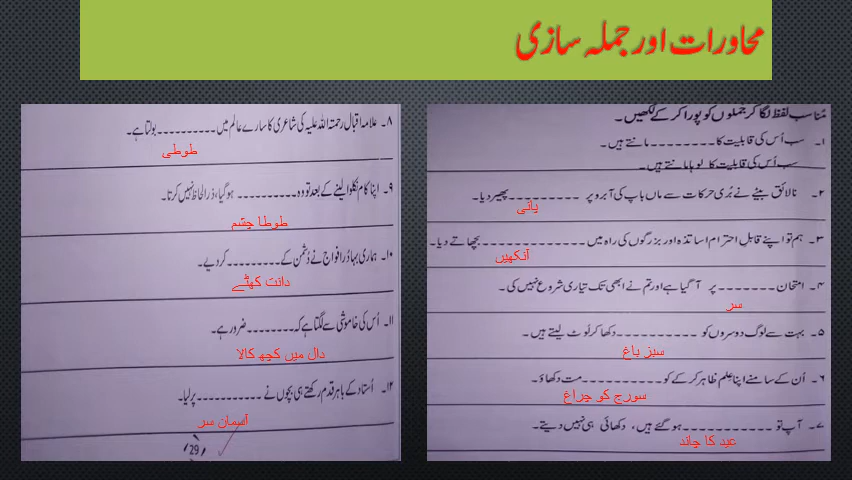 محاورات اور جملہ سازی
مناسب لفظ لگا کر جملوں کو پورا کر کے لکھیں۔
۱۔ سب اُس کی قابلیت کا --------- مانتے ہیں۔
سب اُس کی قابلیت کا لوہا مانتے ہیں۔
۲۔ نالائق بیٹے نے بُری حرکات سے ماں باپ کی آبرو پر --------- پھیر دیا۔
پانی
۳۔ ہم تو اپنے قابلِ احترام اساتذہ اور بزرگوں کی راہ میں ------------ بچھاتے دیا۔
آنکھیں
۴۔ امتحان ------- پر آ گیا ہے اور تم نے ابھی تک تیاری شروع نہیں کی۔
سر
۵۔ بہت سے لوگ دوسروں کو ---------- دکھا کر لُوٹ لیتے ہیں۔
سبز باغ
۶۔ اُن کے سامنے اپنا علم ظاہر کر کے کو ---------- مت دکھاؤ۔
سورج کو چراغ
۷۔ آپ تو ----------- ہو گئے ہیں، دکھائی ہی نہیں دیتے۔
عید کا چاند
۸۔ علامہ اقبال رحمتہ اللہ علیہ کی شاعری کا سارے عالم میں ---------- بولتا ہے۔
طوطی
۹۔ اپنا کام نکلوا لینے کے بعد تو وہ ---------- ہو گیا، ذرا لحاظ نہیں کرتا۔
طوطا چشم
۱۰۔ ہماری بہادُر افواج نے دُشمن کے --------- کر دیے۔
دانت کھٹے
۱۱۔ اُس کی خاموشی سے لگتا ہے کہ -------- ضرور ہے۔
دال میں کچھ کالا
۱۲۔ اُستاد کے باہر قدم رکھتے ہی بچّوں نے ----------- پر لیا۔
آسمان سر
29